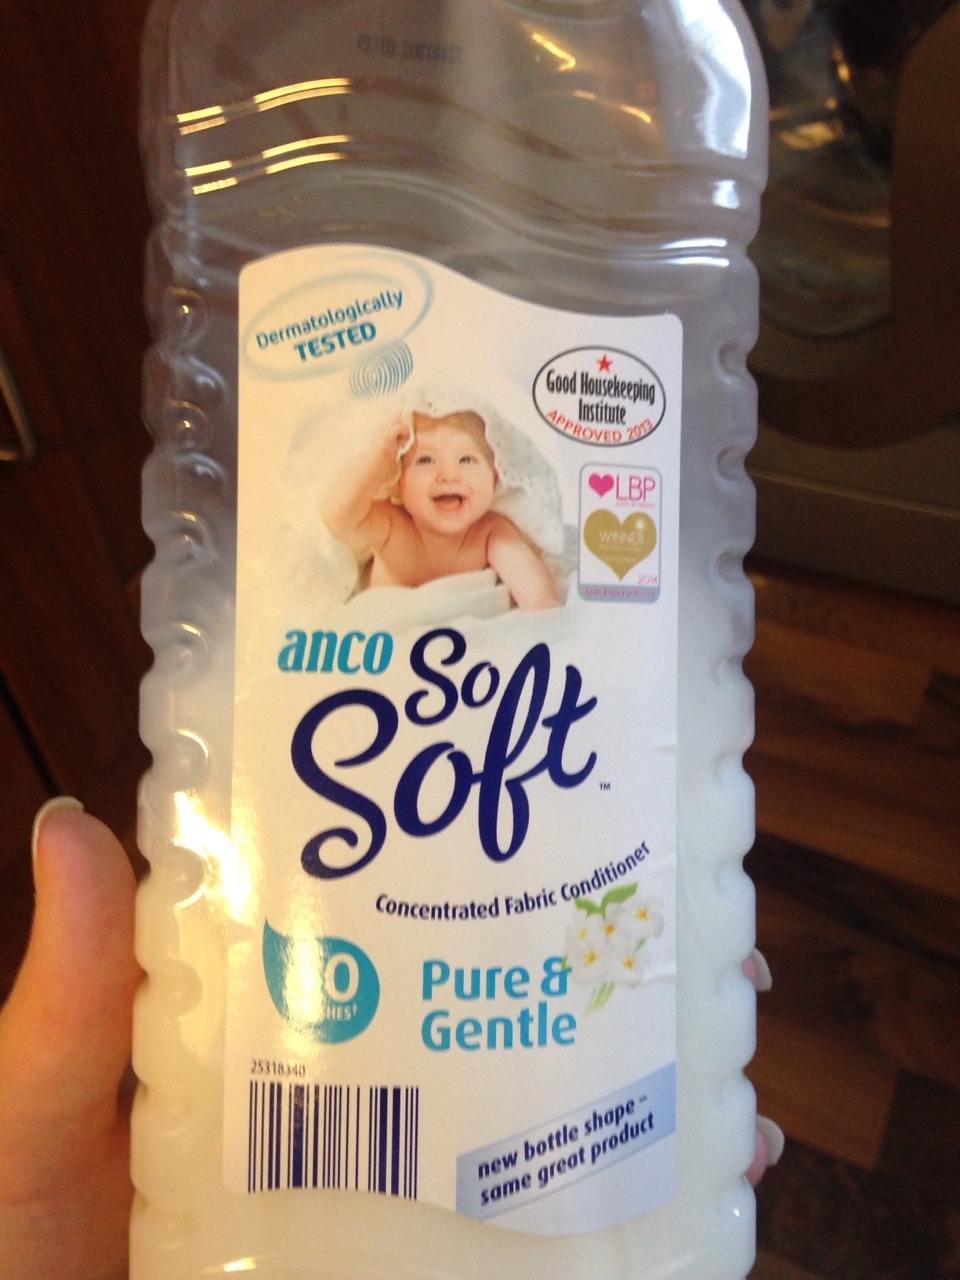 Dermatologically
TESTED
Good Housekeeping
Institute
APPROVED 2013
LBP
WINNER
2014
anco So
Soft
™
Concentrated Fabric Conditioner
Pure &
Gentle
25318340
new bottle shape –
same great product